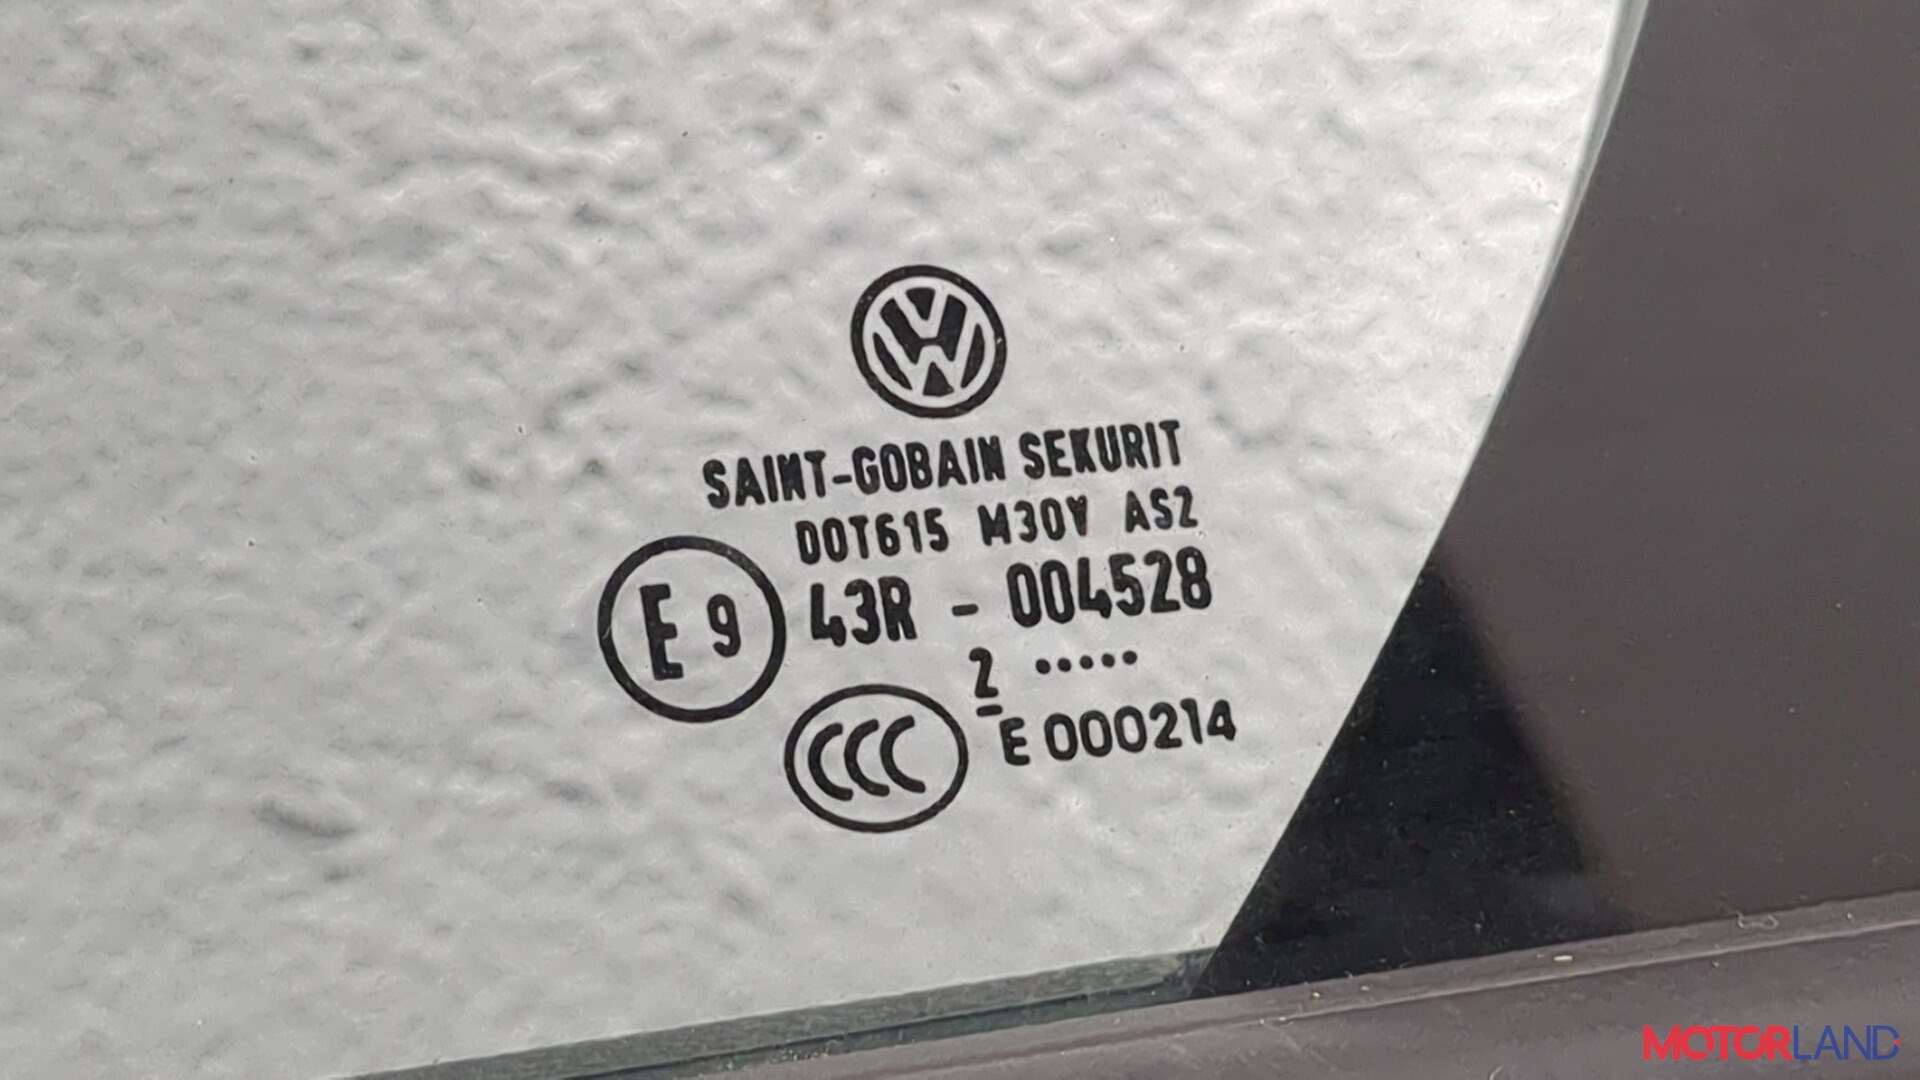 SAINT-GOBAIN SEKURIT
DOT615 M30V AS2
E 9 43R - 004528
2 .....
CCC E 000214
MOTORLAND